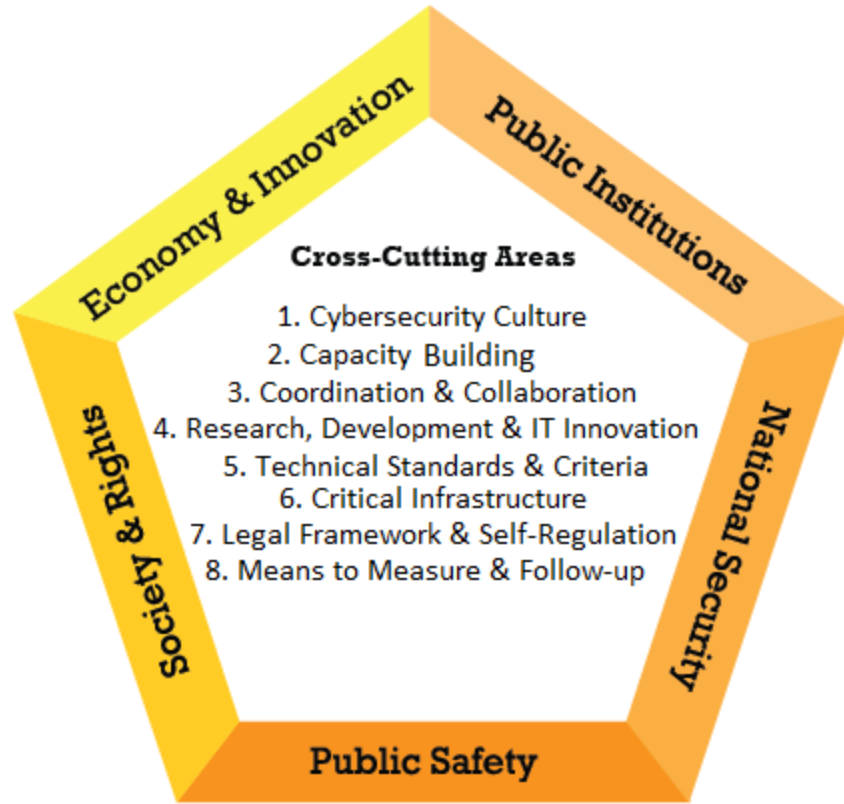 Economy & Innovation
Public Institutions
Cross-Cutting Areas
1. Cybersecurity Culture
2. Capacity Building
3. Coordination & Collaboration
4. Research, Development & IT Innovation
5. Technical Standards & Criteria
6. Critical Infrastructure
7. Legal Framework & Self-Regulation
8. Means to Measure & Follow-up
Society & Rights
National Security
Public Safety